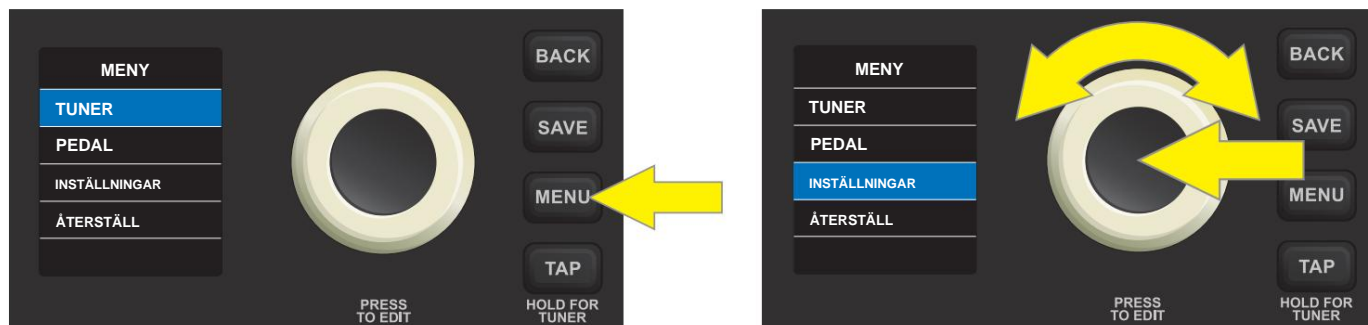 MENY
TUNER
PEDAL
INSTÄLLNINGAR
ÅTERSTÄLL
BACK
SAVE
MENU
TAP
PRESS
TO EDIT
HOLD FOR
TUNER
MENY
TUNER
PEDAL
INSTÄLLNINGAR
ÅTERSTÄLL
BACK
SAVE
MENU
TAP
PRESS
TO EDIT
HOLD FOR
TUNER